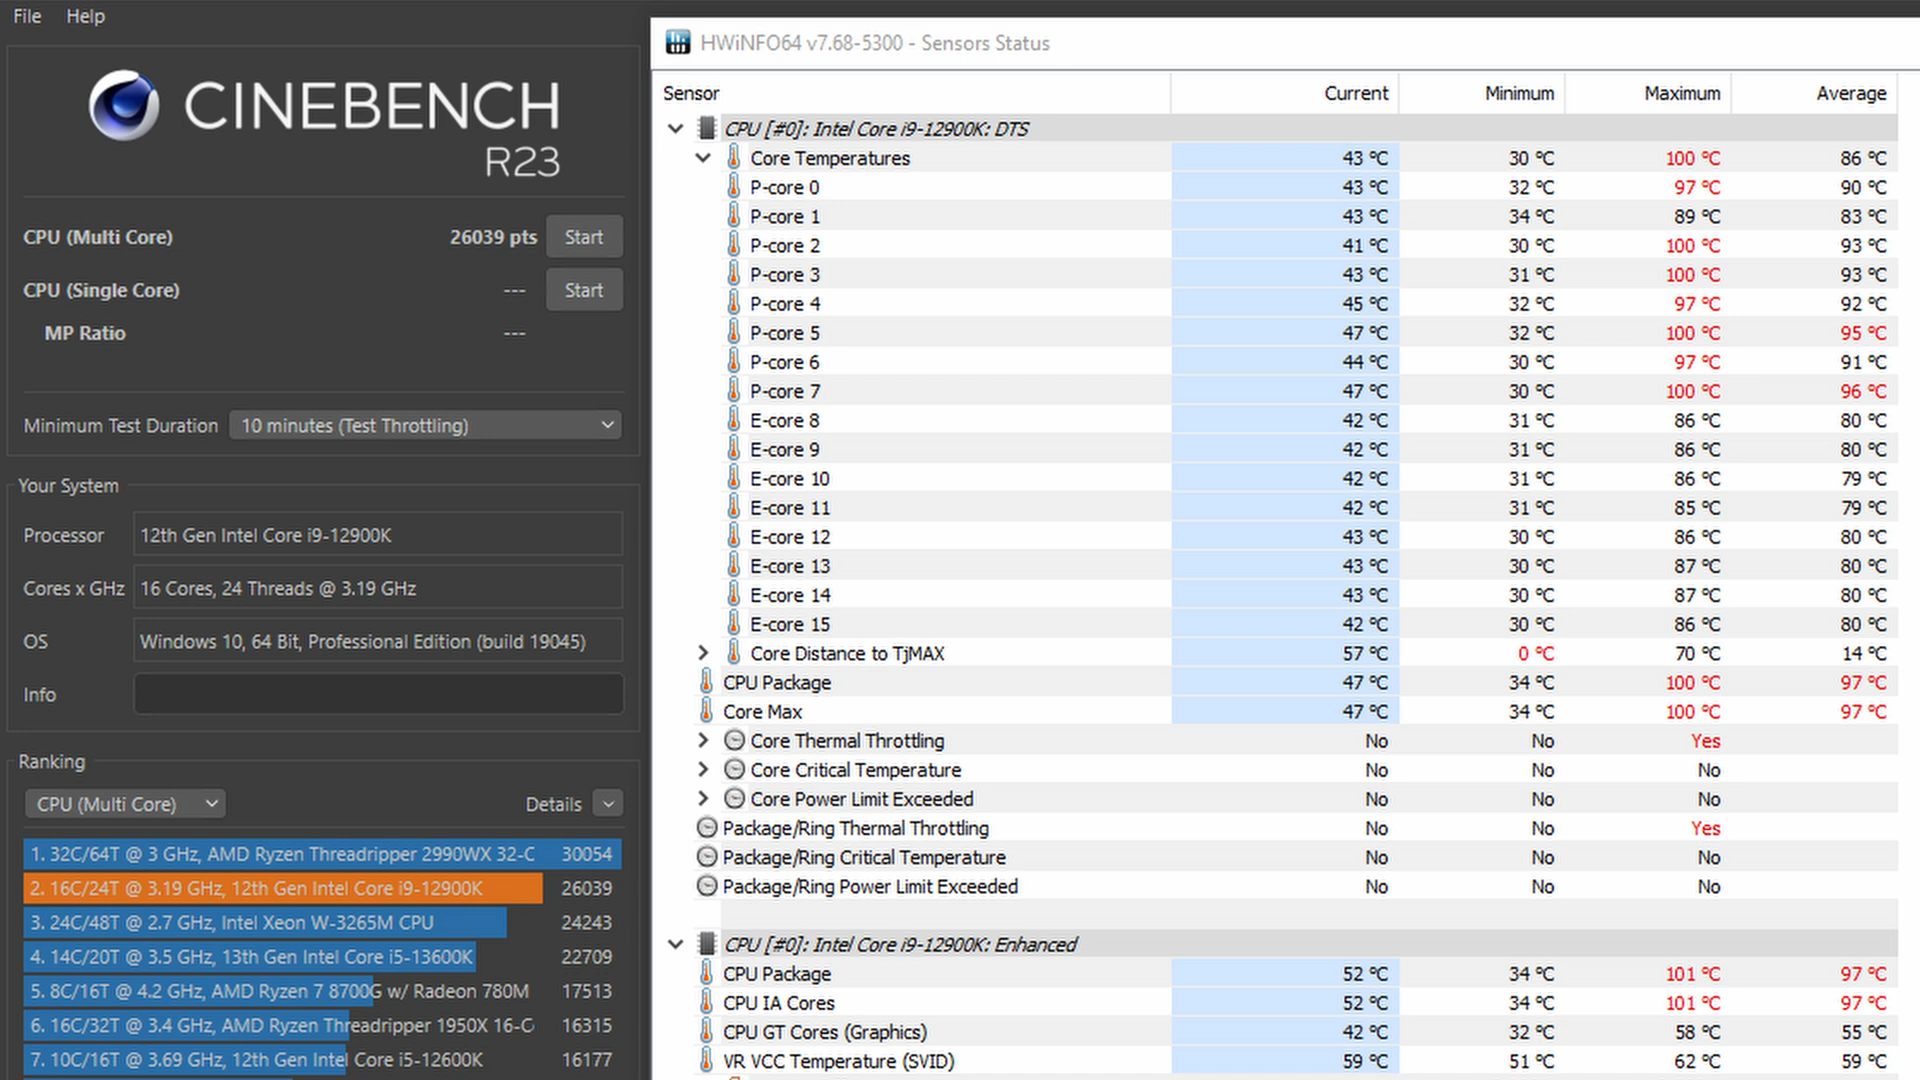 File Help
CINEBENCH
R23
CPU (Multi Core) 26039 pts Start
CPU (Single Core) --- Start
MP Ratio ---
Minimum Test Duration 10 minutes (Test Throttling)
Your System
Processor 12th Gen Intel Core i9-12900K
Cores x GHz 16 Cores, 24 Threads @ 3.19 GHz
OS Windows 10, 64 Bit, Professional Edition (build 19045)
Info
Ranking
CPU (Multi Core) Details
1. 32C/64T @ 3 GHz, AMD Ryzen Threadripper 2990WX 32-C 30054
2. 16C/24T @ 3.19 GHz, 12th Gen Intel Core i9-12900K 26039
3. 24C/48T @ 2.7 GHz, Intel Xeon W-3265M CPU 24243
4. 14C/20T @ 3.5 GHz, 13th Gen Intel Core i5-13600K 22709
5. 8C/16T @ 4.2 GHz, AMD Ryzen 7 8700G w/ Radeon 780M 17513
6. 16C/32T @ 3.4 GHz, AMD Ryzen Threadripper 1950X 16-C 16315
7. 10C/16T @ 3.69 GHz, 12th Gen Intel Core i5-12600K 16177
HWiNFO64 v7.68-5300 - Sensors Status
Sensor Current Minimum Maximum Average
CPU [#0]: Intel Core i9-12900K: DTS
Core Temperatures 43 °C 30 °C 100 °C 86 °C
P-core 0 43 °C 32 °C 97 °C 90 °C
P-core 1 43 °C 34 °C 89 °C 83 °C
P-core 2 41 °C 30 °C 100 °C 93 °C
P-core 3 43 °C 31 °C 100 °C 93 °C
P-core 4 45 °C 32 °C 97 °C 92 °C
P-core 5 47 °C 32 °C 100 °C 95 °C
P-core 6 44 °C 30 °C 97 °C 91 °C
P-core 7 47 °C 30 °C 100 °C 96 °C
E-core 8 42 °C 31 °C 86 °C 80 °C
E-core 9 42 °C 31 °C 86 °C 80 °C
E-core 10 42 °C 31 °C 86 °C 79 °C
E-core 11 42 °C 31 °C 85 °C 79 °C
E-core 12 43 °C 30 °C 86 °C 80 °C
E-core 13 43 °C 30 °C 87 °C 80 °C
E-core 14 43 °C 30 °C 87 °C 80 °C
E-core 15 42 °C 30 °C 86 °C 80 °C
Core Distance to TjMAX 57 °C 0 °C 70 °C 14 °C
CPU Package 47 °C 34 °C 100 °C 97 °C
Core Max 47 °C 34 °C 100 °C 97 °C
Core Thermal Throttling No No Yes
Core Critical Temperature No No No
Core Power Limit Exceeded No No No
Package/Ring Thermal Throttling No No Yes
Package/Ring Critical Temperature No No No
Package/Ring Power Limit Exceeded No No No
CPU [#0]: Intel Core i9-12900K: Enhanced
CPU Package 52 °C 34 °C 101 °C 97 °C
CPU IA Cores 52 °C 34 °C 101 °C 97 °C
CPU GT Cores (Graphics) 42 °C 32 °C 58 °C 55 °C
VR VCC Temperature (SVID) 59 °C 51 °C 62 °C 59 °C